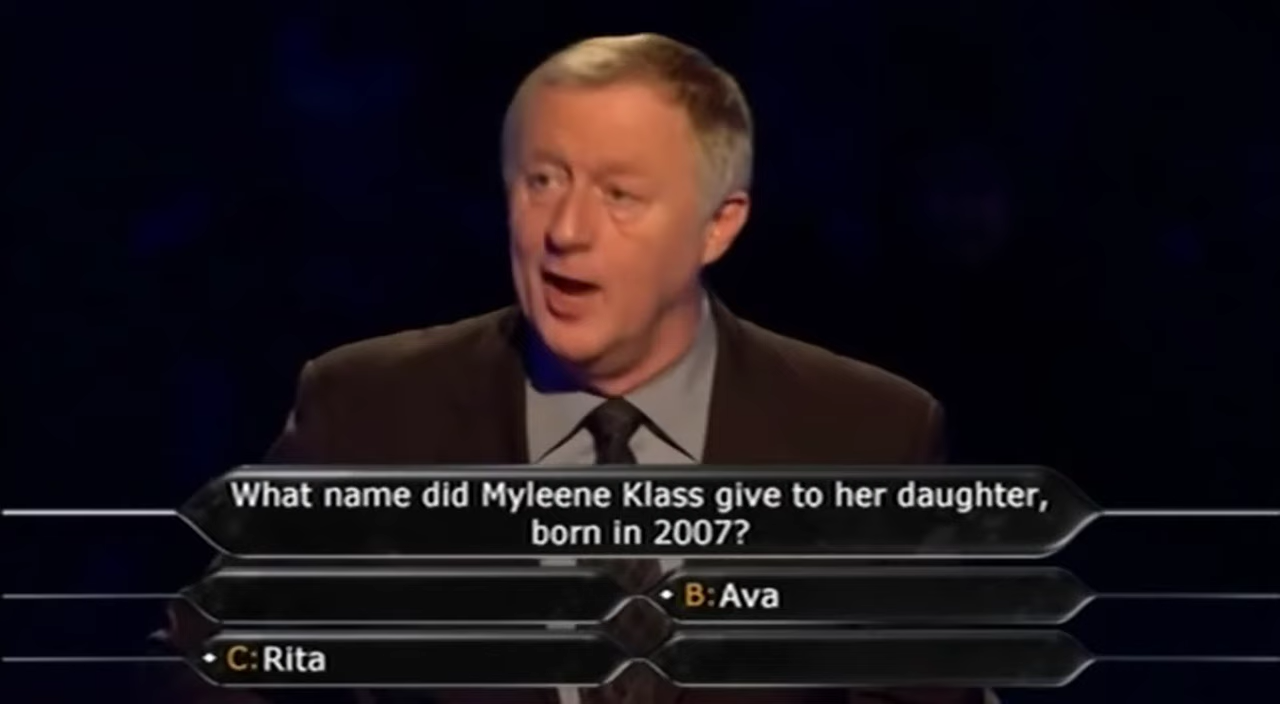 What name did Myleene Klass give to her daughter,
born in 2007?
B: Ava
C: Rita